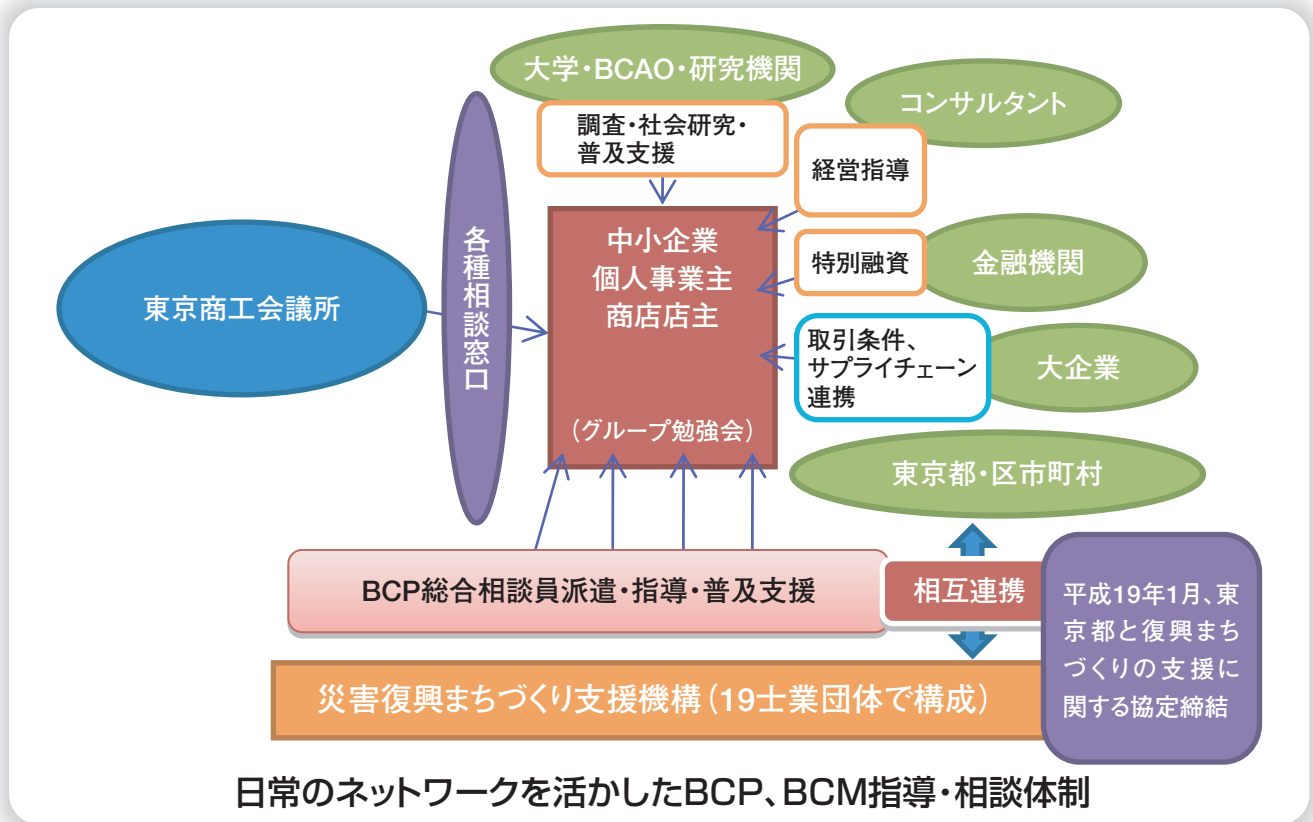 大学・BCAO・研究機関
コンサルタント
調査・社会研究・
普及支援
経営指導
各種相談窓口
東京商工会議所
中小企業
個人事業主
商店店主
（グループ勉強会）
特別融資
金融機関
取引条件、
サプライチェーン
連携
大企業
東京都・区市町村
BCP総合相談員派遣・指導・普及支援
相互連携
平成19年1月、東
京都と復興まち
づくりの支援に
関する協定締結
災害復興まちづくり支援機構（19士業団体で構成）
日常のネットワークを活かしたBCP、BCM指導・相談体制